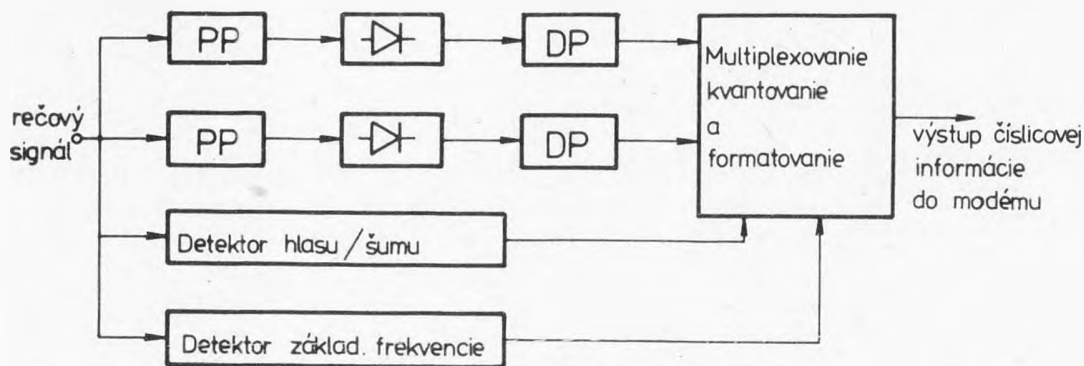 PP
DP
rečový
signál
PP
DP
Multiplexovanie
kvantovanie
a
formatovanie
výstup číslicovej
informácie
do modému
Detektor hlasu / šumu
Detektor základ. frekvencie